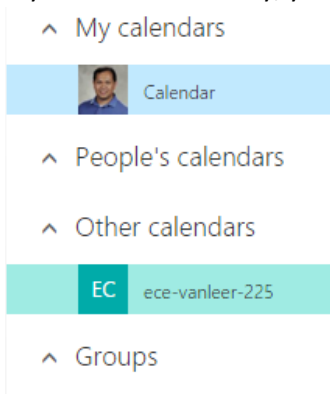 My calendars
Calendar
People's calendars
Other calendars
EC ece-vanleer-225
Groups